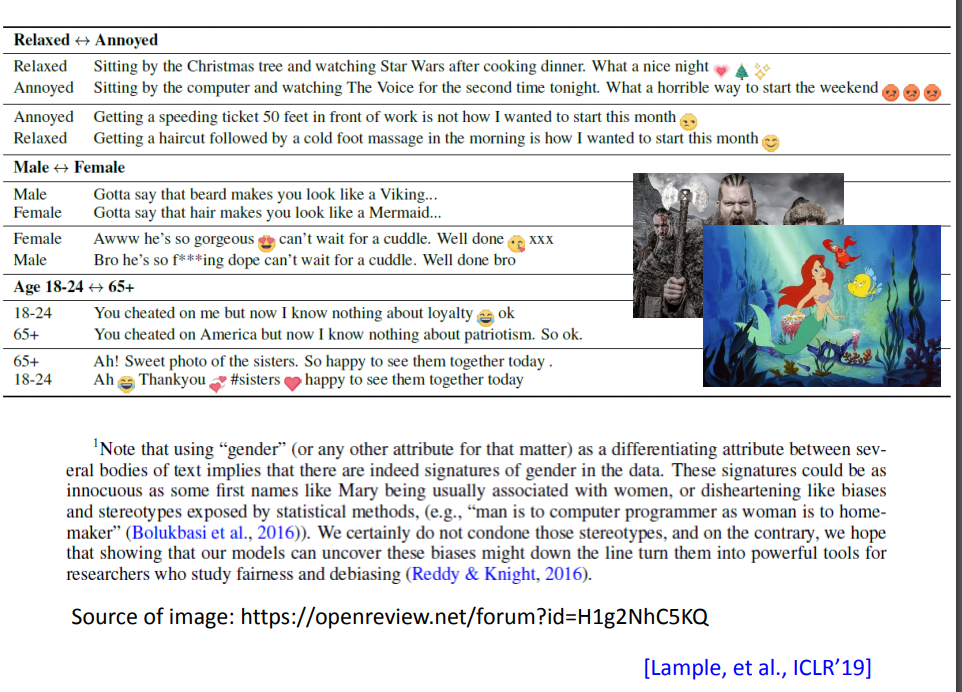 Relaxed ↔ Annoyed
Relaxed Sitting by the Christmas tree and watching Star Wars after cooking dinner. What a nice night 💗 🎄 ✨
Annoyed Sitting by the computer and watching The Voice for the second time tonight. What a horrible way to start the weekend 😡 😡 😡
Annoyed Getting a speeding ticket 50 feet in front of work is not how I wanted to start this month 😒
Relaxed Getting a haircut followed by a cold foot massage in the morning is how I wanted to start this month 😊
Male ↔ Female
Male Gotta say that beard makes you look like a Viking...
Female Gotta say that hair makes you look like a Mermaid...
Female Awww he's so gorgeous 😍 can't wait for a cuddle. Well done 😘 xxx
Male Bro he's so f***ing dope can't wait for a cuddle. Well done bro
Age 18-24 ↔ 65+
18-24 You cheated on me but now I know nothing about loyalty 😂 ok
65+ You cheated on America but now I know nothing about patriotism. So ok.
65+ Ah! Sweet photo of the sisters. So happy to see them together today .
18-24 Ah 😂 Thankyou 💞 #sisters ❤️ happy to see them together today
¹Note that using “gender” (or any other attribute for that matter) as a differentiating attribute between sev-
eral bodies of text implies that there are indeed signatures of gender in the data. These signatures could be as
innocuous as some first names like Mary being usually associated with women, or disheartening like biases
and stereotypes exposed by statistical methods, (e.g., “man is to computer programmer as woman is to home-
maker” (Bolukbasi et al., 2016)). We certainly do not condone those stereotypes, and on the contrary, we hope
that showing that our models can uncover these biases might down the line turn them into powerful tools for
researchers who study fairness and debiasing (Reddy & Knight, 2016).
Source of image: https://openreview.net/forum?id=H1g2NhC5KQ
[Lample, et al., ICLR’19]